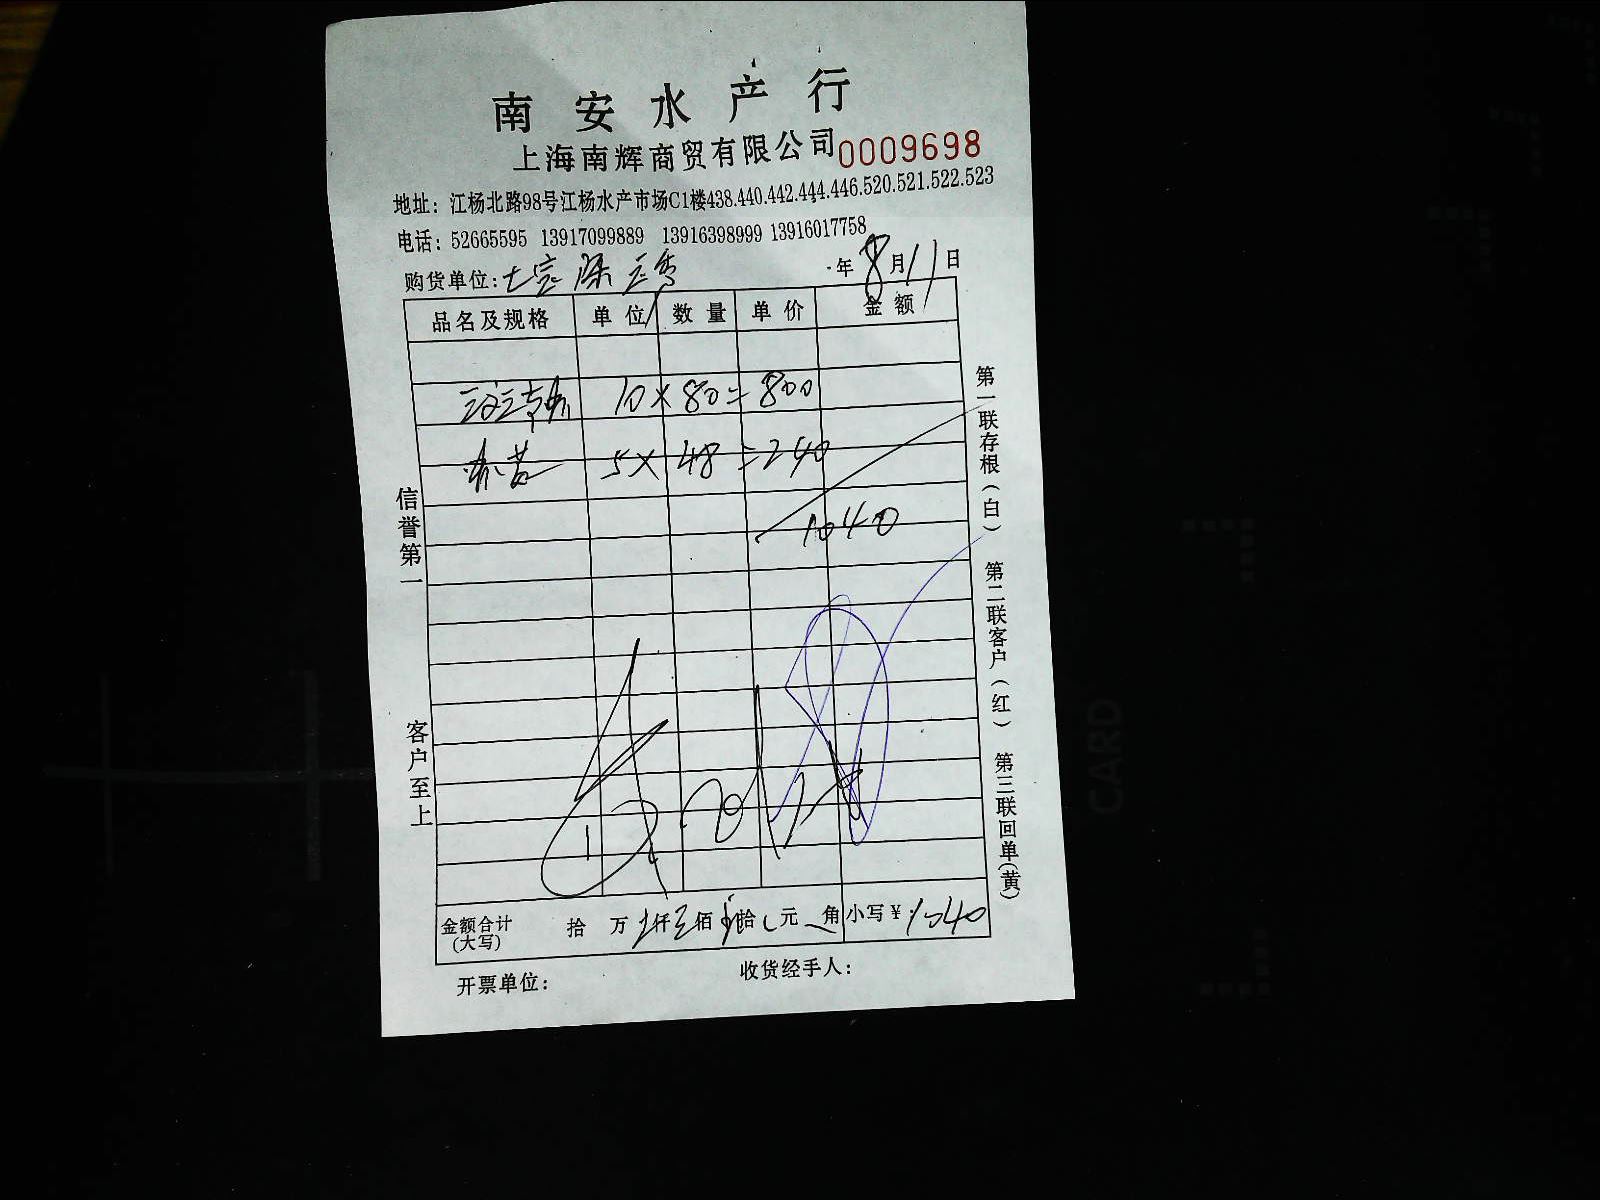 南安水产行
上海南辉商贸有限公司 0009698
地址：江杨北路98号江杨水产市场C1楼438.440.442.444.446.520.521.522.523
电话：52665595 13917099889 13916398999 13916017758
购货单位：
年 8 月 11 日
品名及规格 单位 数量 单价 金额
10 × 80 = 800
5 × 48 = 240
1040
信誉第一
客户至上
第一联存根（白） 第二联客户（红） 第三联回单（黄）
金额合计 拾 万 仟 佰 拾 元 角 小写￥：1040
（大写）
开票单位： 收货经手人：